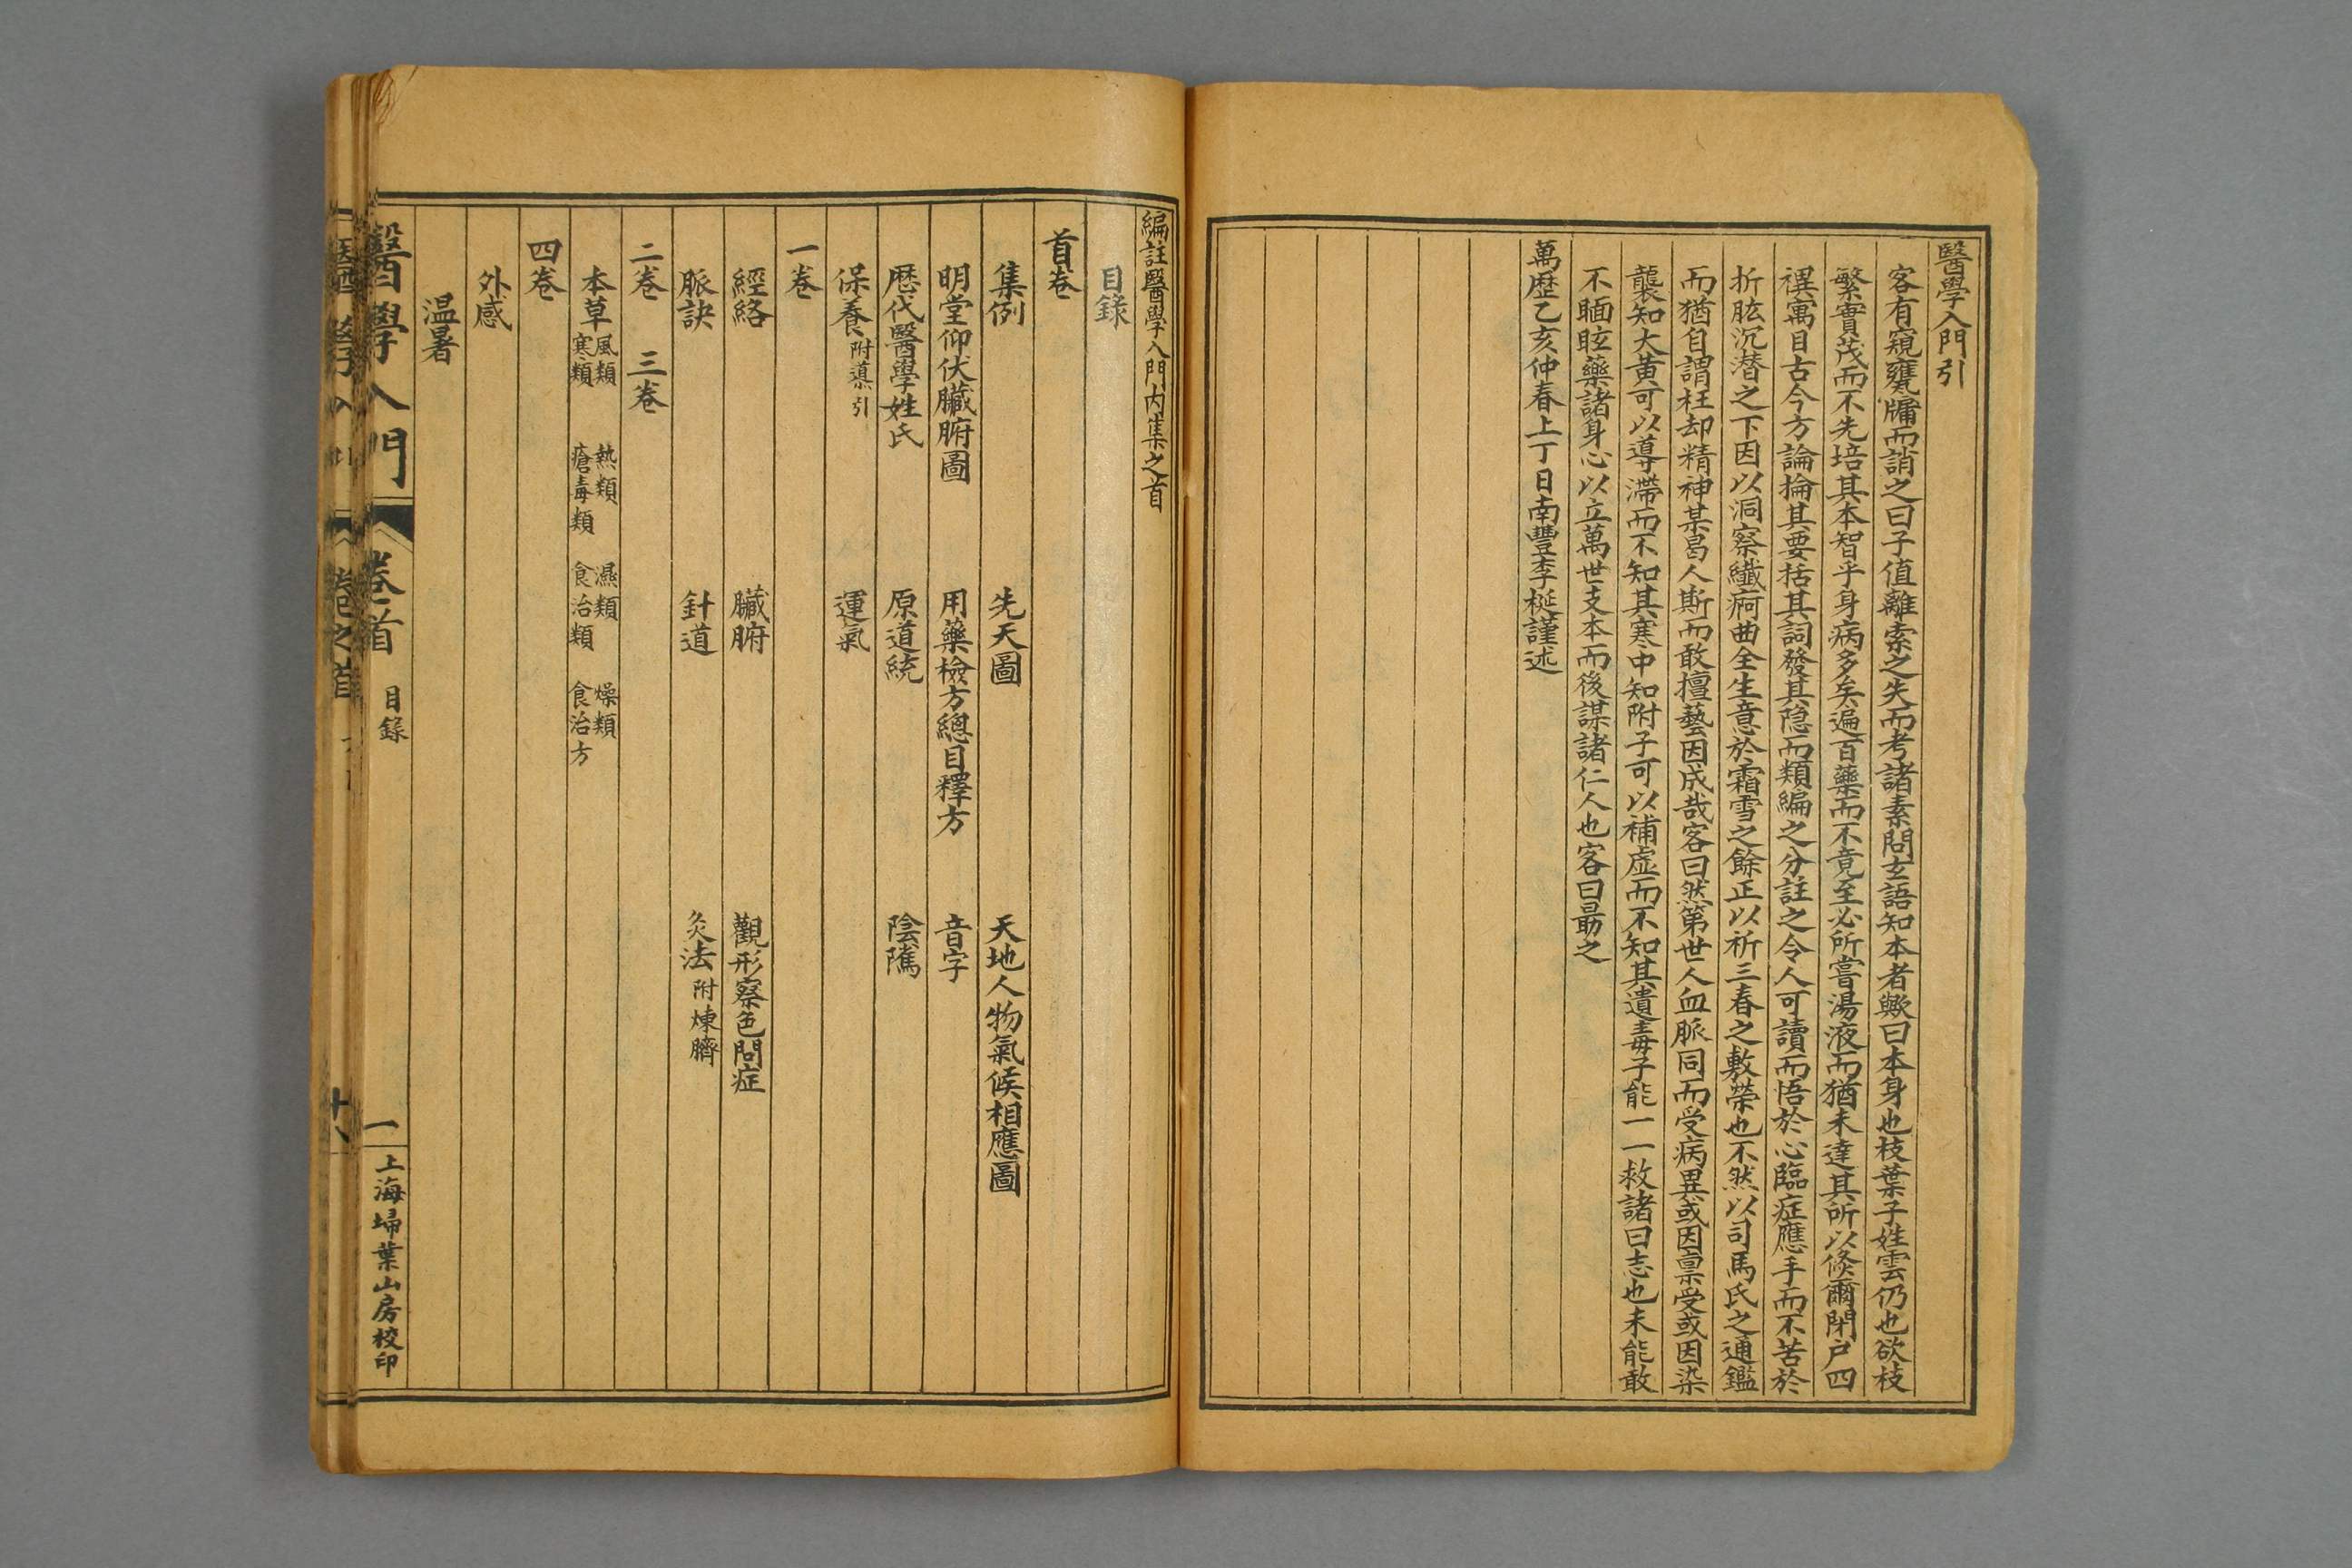 醫學入門引
客有窺甕牖而誚之曰子值離索之失而考諸素問玄語知本者歟曰本身也枝葉子姓雲仍也欲枝
繁實茂而不先培其本智乎身病多矣遍百藥而不竟至必所嘗湯液而猶未達其所以倐爾閉戸四
襈寓目古今方論掄其要括其詞發其隐而類編之分註之令人可讀而悟於心臨症應手而不苦於
折肱沉潜之下因以洞察纎疴曲全生意於霜雪之餘正以祈三春之敷榮也不然以司馬氏之通鑑
而猶自謂枉却精神某曷人斯而敢擅藝因成哉客曰然第世人血脈同而受病異或因禀受或因染
襲知大黄可以導滯而不知其寒中知附子可以補虛而不知其遺毒子能一一救諸曰志也未能敢
不瞄眩藥諸身心以立萬世支本而後謀諸仁人也客曰勗之
萬歷乙亥仲春上丁日南豐李梴謹述
編註醫學入門内集之首
目錄
首卷
集例 先天圖 天地人物氣候相應圖
明堂仰伏臟腑圖 用藥檢方總目釋方 音字
歷代醫學姓氏 原道統 陰隲
保養附導引 運氣
一卷
經絡 臟腑 觀形察色問症
脈訣 針道 灸法附煉臍
二卷 三卷
本草風類 熱類 濕類 燥類
寒類 瘡毒類 食治類 食治方
四卷
外感
温暑
醫學入門 卷首 目錄 一 上海埽葉山房校印